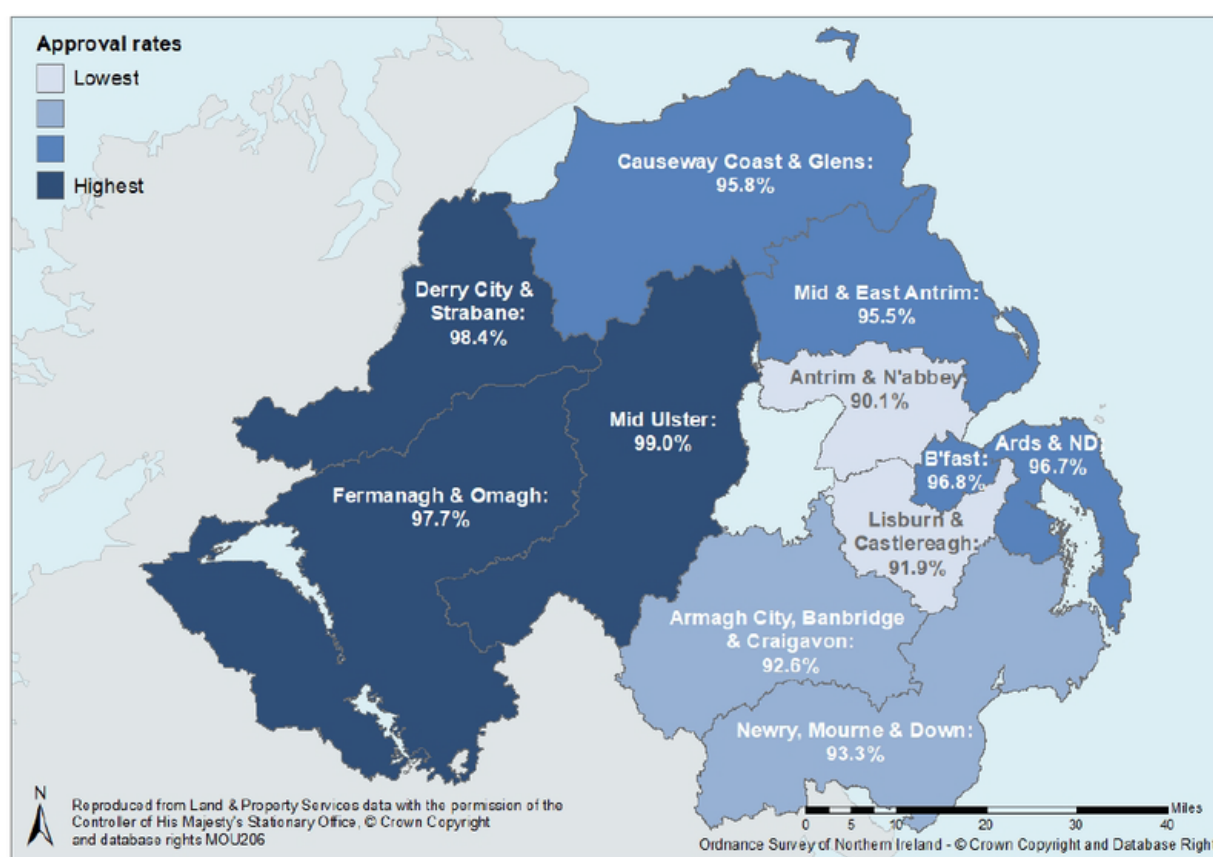 Approval rates
Lowest
Highest
Causeway Coast & Glens:
95.8%
Derry City &
Strabane:
98.4%
Mid & East Antrim:
95.5%
Antrim & N'abbey
90.1%
Mid Ulster:
99.0%
B'fast:
96.8%
Ards & ND
96.7%
Fermanagh & Omagh:
97.7%
Lisburn &
Castlereagh:
91.9%
Armagh City, Banbridge
& Craigavon:
92.6%
Newry, Mourne & Down:
93.3%
N
Reproduced from Land & Property Services data with the permission of the
Controller of His Majesty's Stationary Office, © Crown Copyright
and database rights MOU206
Miles
0 5 10 20 30 40
Ordnance Survey of Northern Ireland - © Crown Copyright and Database Right